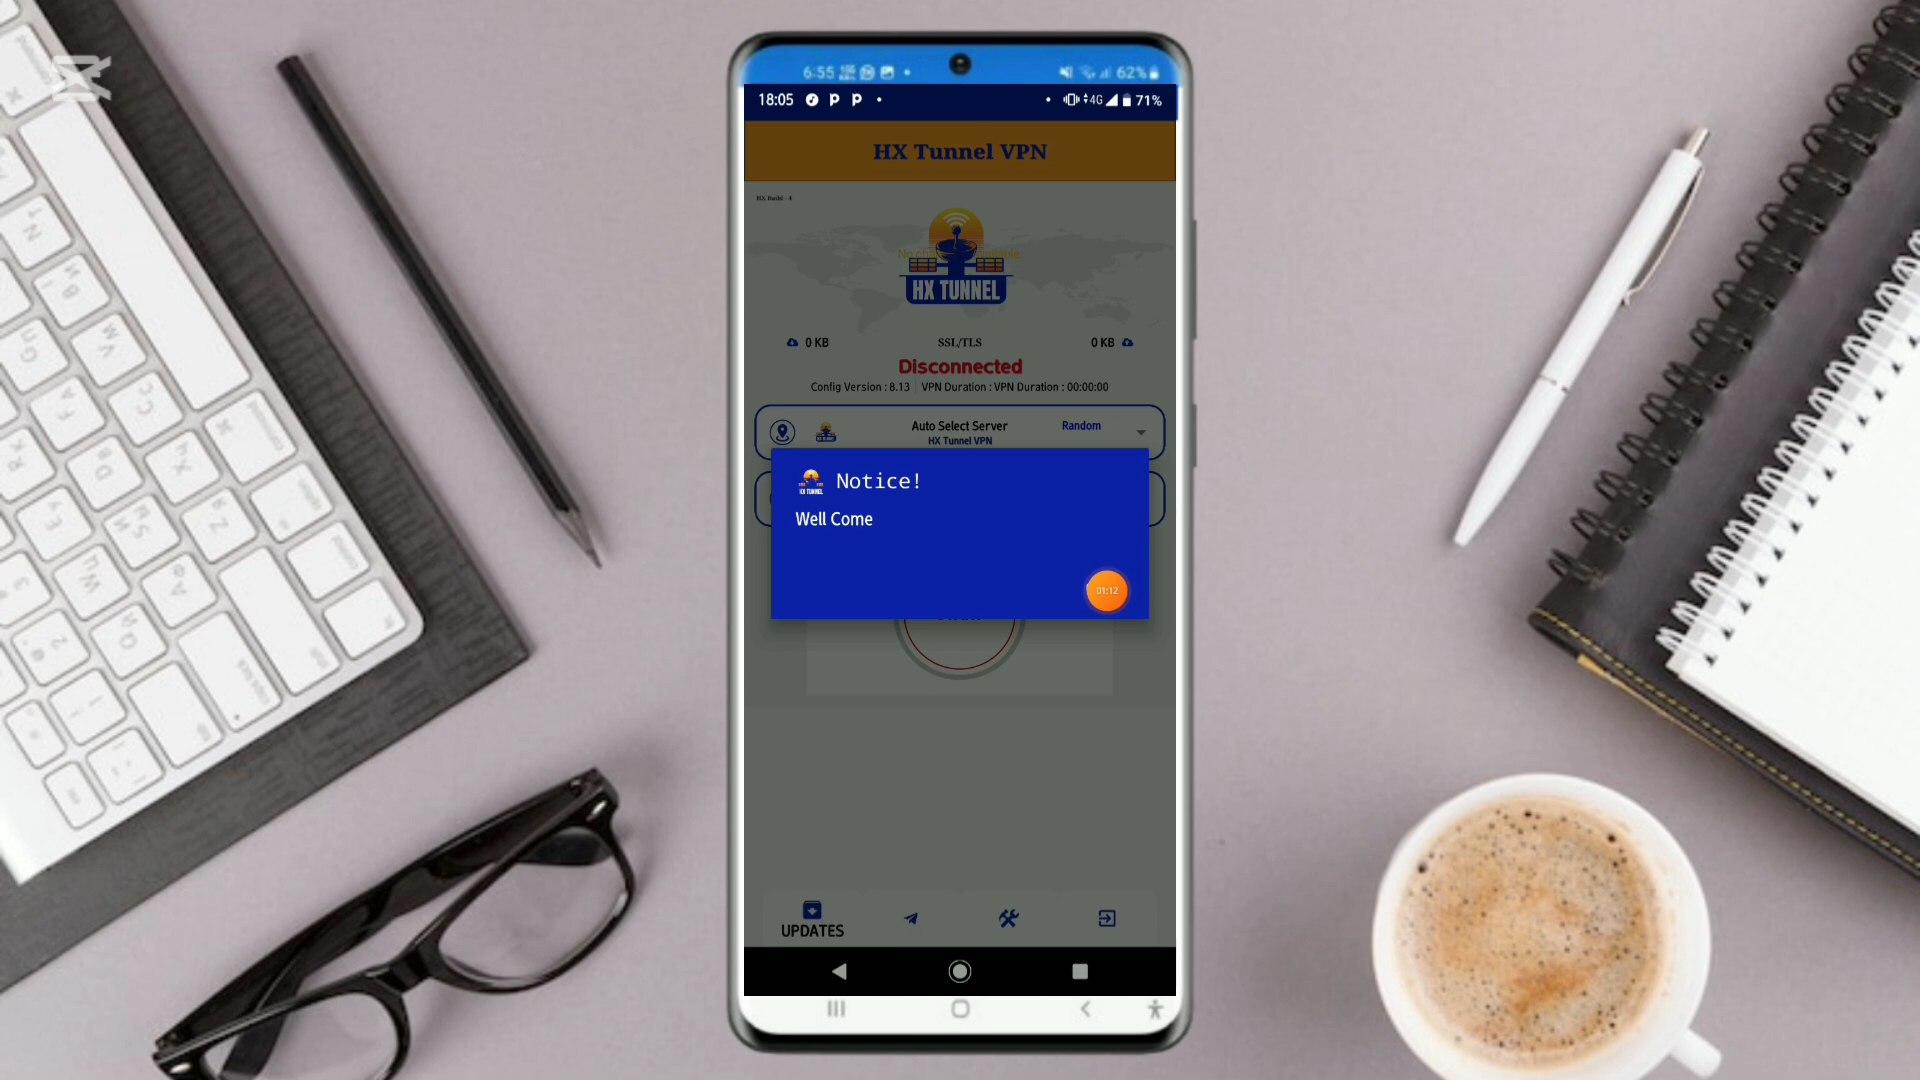 6:55
62%
18:05
4G
71%
HX Tunnel VPN
HX TUNNEL
0 KB
SSL/TLS
0 KB
Disconnected
Config Version : 8.13
VPN Duration : VPN Duration : 00:00:00
Auto Select Server
Random
HX Tunnel VPN
HX TUNNEL
Notice!
Well Come
01:12
UPDATES